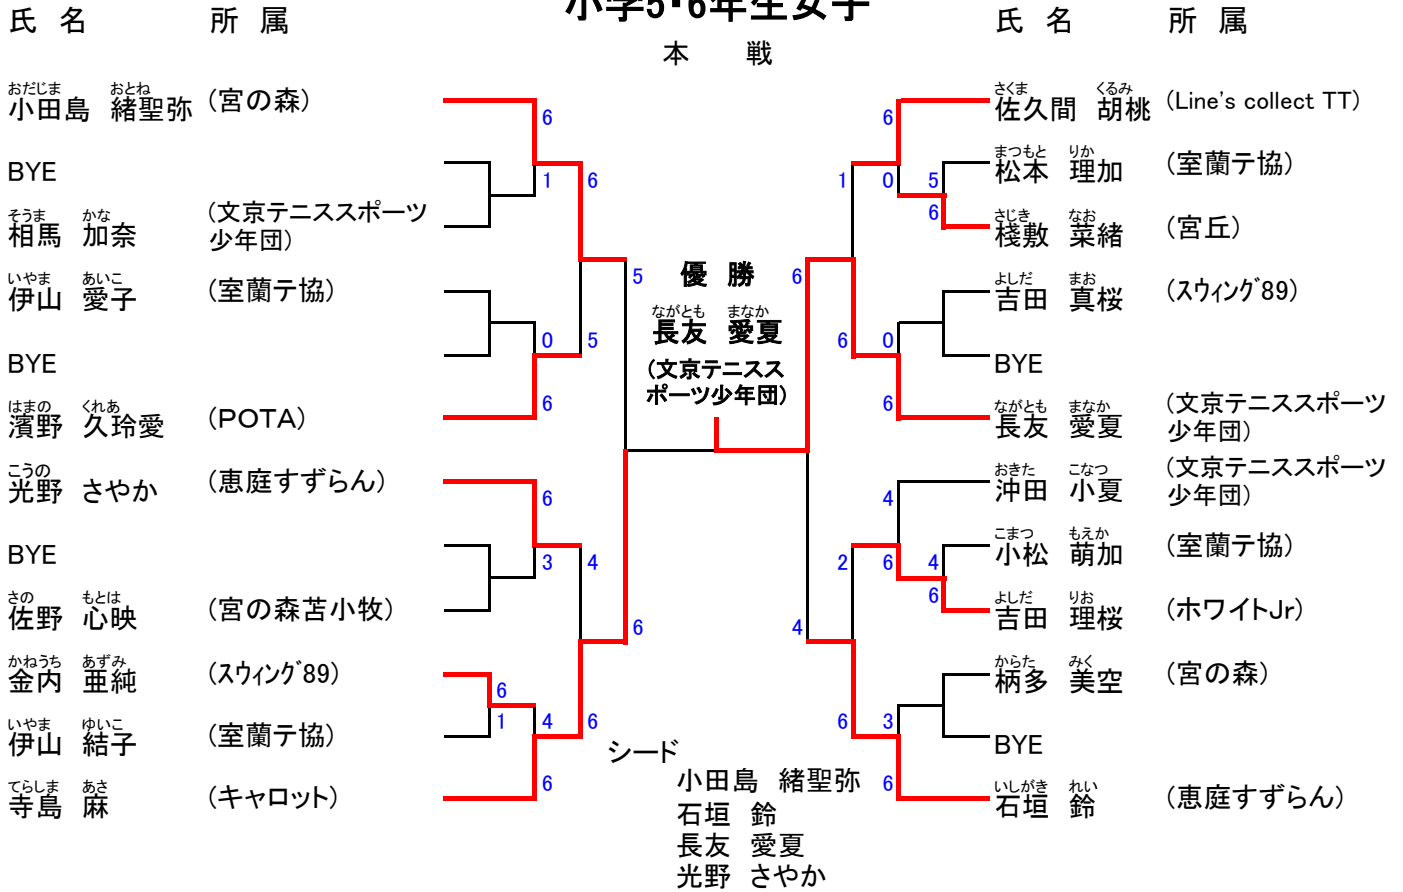 小学5・6年生女子
本　戦
氏　名　所　属
おだじま　おとね
小田島　緒聖弥 (宮の森)
BYE
そうま　かな
相馬　加奈 (文京テニススポーツ
少年団)
いやま　あいこ
伊山　愛子 (室蘭テ協)
BYE
はまの　くれあ
濱野　久玲愛 (POTA)
こうの
光野　さやか (恵庭すずらん)
BYE
さの　もとは
佐野　心映 (宮の森苫小牧)
かねうち　あずみ
金内　亜純 (ｽｳｨﾝｸﾞ89)
いやま　ゆいこ
伊山　結子 (室蘭テ協)
てらしま　あさ
寺島　麻 (キャロット)
6
1
6
0
5
6
5
6
3
4
6
6
1
4
6
6
優　勝
ながとも　まなか
長友　愛夏
(文京テニスス
ポーツ少年団)
シード
小田島　緒聖弥
石垣　鈴
長友　愛夏
光野　さやか
氏　名　所　属
さくま　くるみ
佐久間　胡桃 (Line's collect TT)
まつもと　りか
松本　理加 (室蘭テ協)
さじき　なお
棧敷　菜緒 (宮丘)
よしだ　まお
吉田　真桜 (ｽｳｨﾝｸﾞ89)
BYE
ながとも　まなか
長友　愛夏 (文京テニススポーツ
少年団)
おきた　こなつ
沖田　小夏 (文京テニススポーツ
少年団)
こまつ　もえか
小松　萌加 (室蘭テ協)
よしだ　りお
吉田　理桜 (ホワイトJr)
からた　みく
柄多　美空 (宮の森)
BYE
いしがき　れい
石垣　鈴 (恵庭すずらん)
6
1
0
5
6
6
6
0
6
4
2
6
4
6
4
6
3
6